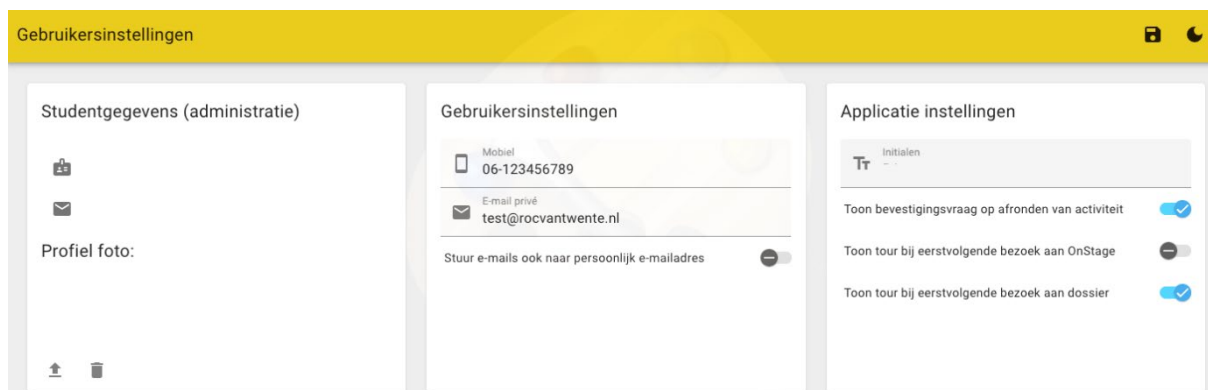 Gebruikersinstellingen
Studentgegevens (administratie)
Profiel foto:
Gebruikersinstellingen
Mobiel
06-123456789
E-mail privé
test@rocvantwente.nl
Stuur e-mails ook naar persoonlijk e-mailadres
Applicatie instellingen
Initialen
Toon bevestigingsvraag op afronden van activiteit
Toon tour bij eerstvolgende bezoek aan OnStage
Toon tour bij eerstvolgende bezoek aan dossier